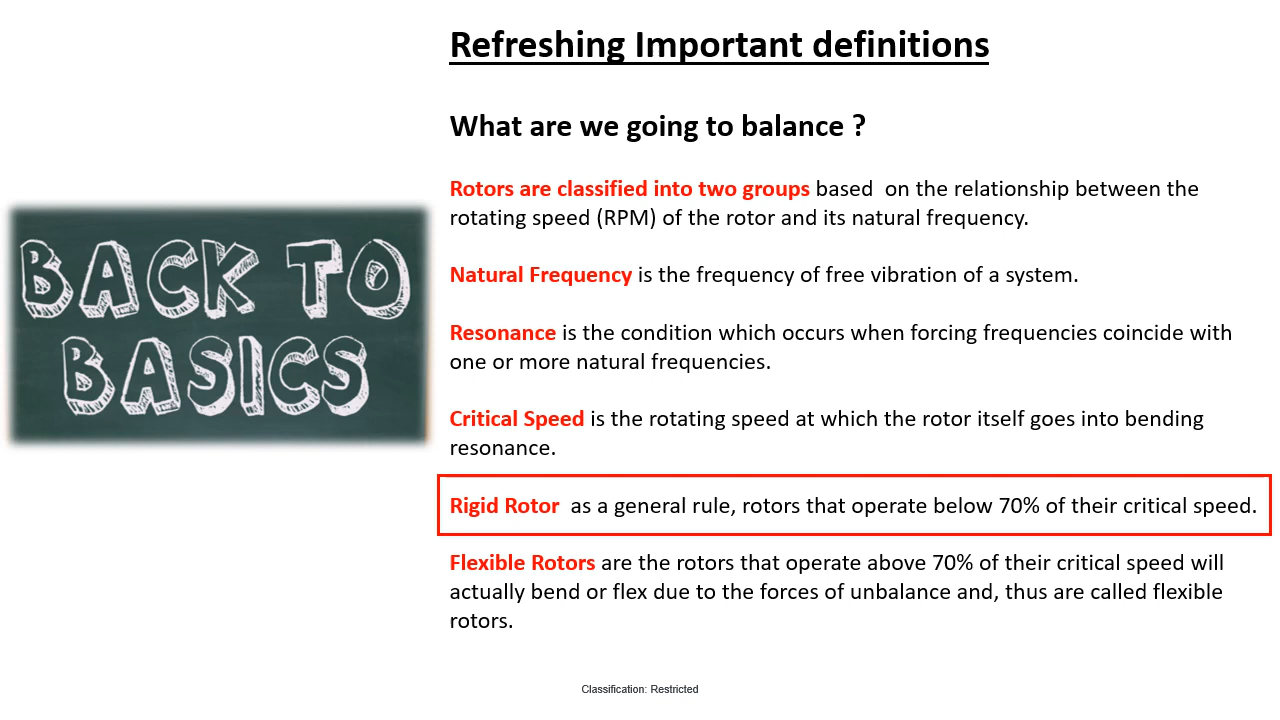 Refreshing Important definitions
What are we going to balance ?
BACK TO
BASICS
Rotors are classified into two groups based  on the relationship between the
rotating speed (RPM) of the rotor and its natural frequency.
Natural Frequency is the frequency of free vibration of a system.
Resonance is the condition which occurs when forcing frequencies coincide with
one or more natural frequencies.
Critical Speed is the rotating speed at which the rotor itself goes into bending
resonance.
Rigid Rotor  as a general rule, rotors that operate below 70% of their critical speed.
Flexible Rotors are the rotors that operate above 70% of their critical speed will
actually bend or flex due to the forces of unbalance and, thus are called flexible
rotors.
Classification: Restricted